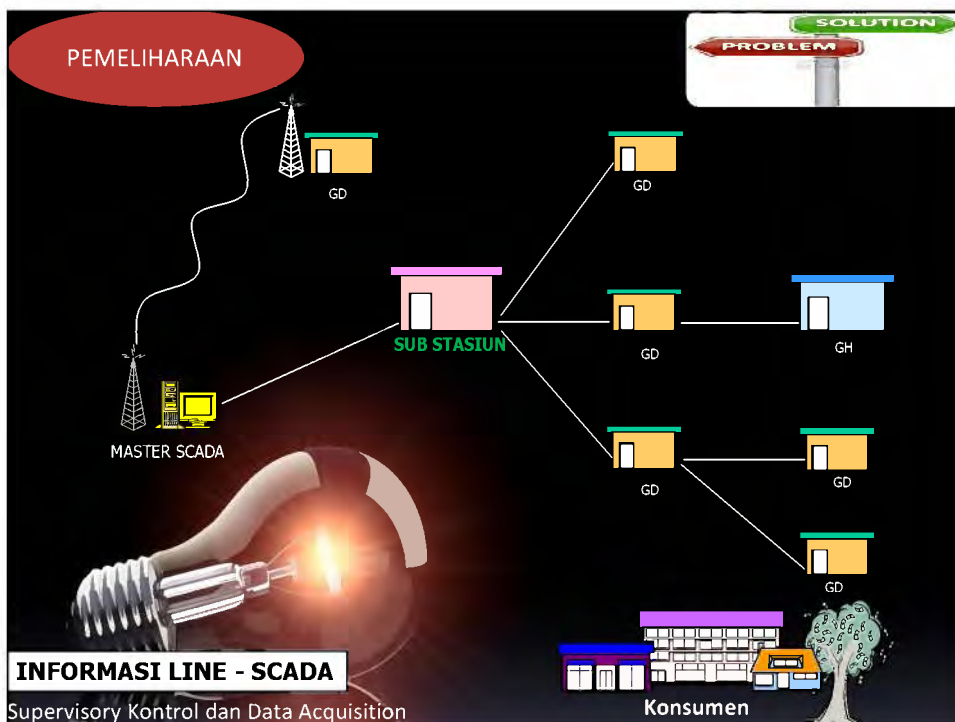 PEMELIHARAAN
SOLUTION
PROBLEM
GD
GD
SUB STASIUN
GD
GH
MASTER SCADA
GD
GD
GD
INFORMASI LINE - SCADA
Supervisory Kontrol dan Data Acquisition
Konsumen